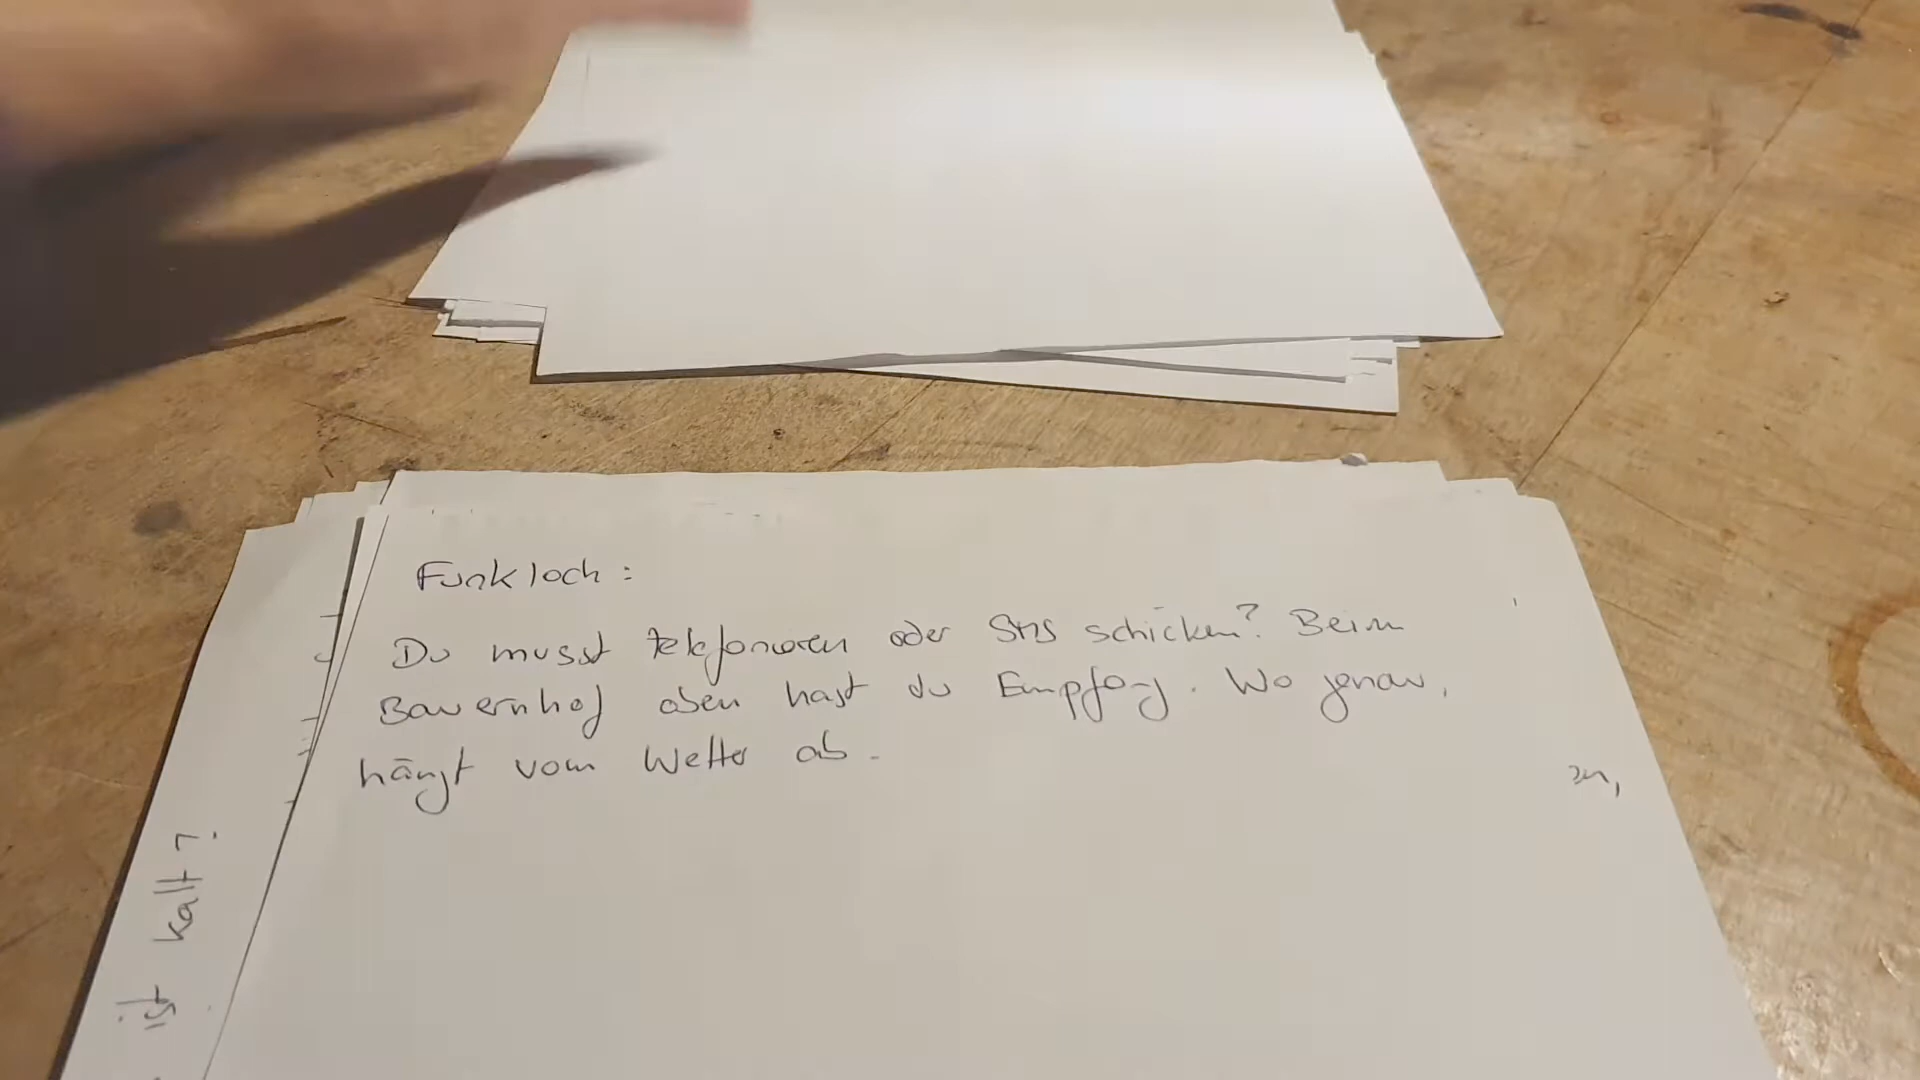 Funkloch:
Du musst telefonieren oder SMS schicken? Beim
Bauernhof oben hast du Empfang. Wo genau,
hängt vom Wetter ab.
en,
ist kalt?